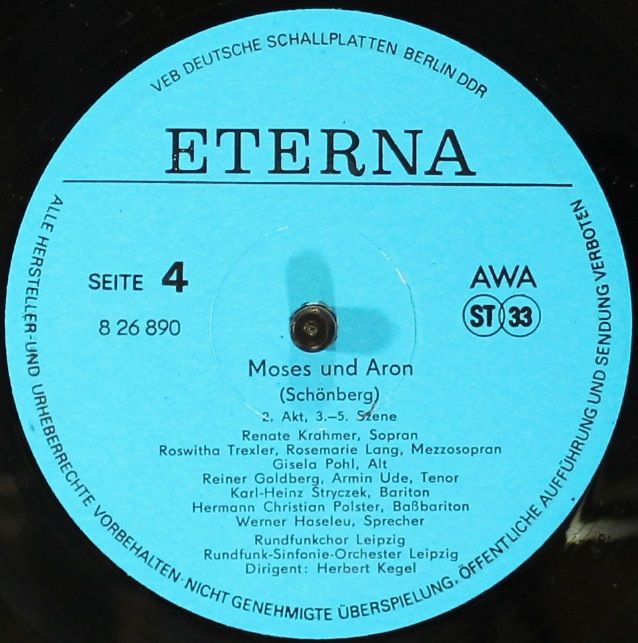 VEB DEUTSCHE SCHALLPLATTEN BERLIN DDR
ETERNA
SEITE 4
8 26 890
AWA
ST 33
Moses und Aron
(Schönberg)
2. Akt, 3.–5. Szene
Renate Krahmer, Sopran
Roswitha Trexler, Rosemarie Lang, Mezzosopran
Gisela Pohl, Alt
Reiner Goldberg, Armin Ude, Tenor
Karl-Heinz Stryczek, Bariton
Hermann Christian Polster, Baßbariton
Werner Haseleu, Sprecher
Rundfunkchor Leipzig
Rundfunk-Sinfonie-Orchester Leipzig
Dirigent: Herbert Kegel
ALLE HERSTELLER- UND URHEBERRECHTE VORBEHALTEN · NICHT GENEHMIGTE ÜBERSPIELUNG, ÖFFENTLICHE AUFFÜHRUNG UND SENDUNG VERBOTEN